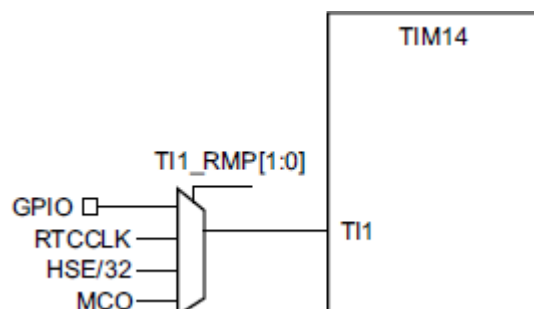 TIM14
TI1_RMP[1:0]
GPIO
RTCCLK
TI1
HSE/32
MCO